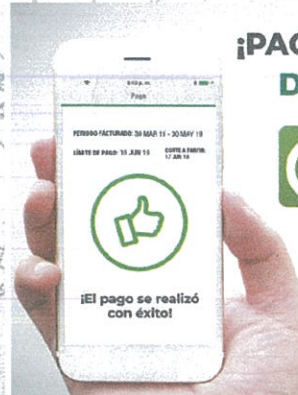 ¡PAG
D
Pago
PERIODO FACTURADO: 30 MAR 19 - 30 MAY 19
LÍMITE DE PAGO: 16 JUN 19
CORTE A PARTIR:
17 JUN 19
¡El pago se realizó
con éxito!